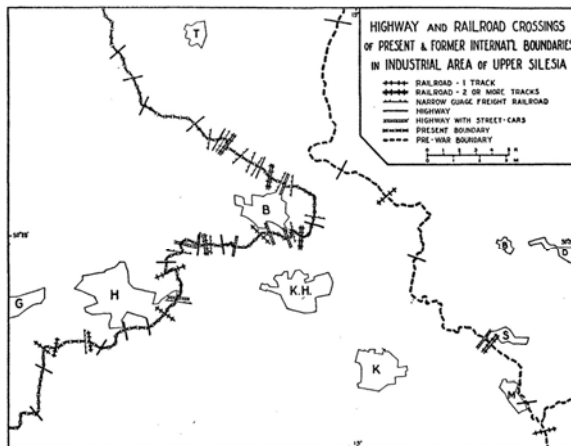 HIGHWAY AND RAILROAD CROSSINGS
OF PRESENT & FORMER INTERNAT'L BOUNDARIES
IN INDUSTRIAL AREA OF UPPER SILESIA
RAILROAD - 1 TRACK
RAILROAD - 2 OR MORE TRACKS
NARROW GUAGE FREIGHT RAILROAD
HIGHWAY
HIGHWAY WITH STREET-CARS
PRESENT BOUNDARY
PRE-WAR BOUNDARY
T
B
B
D
G
H
K.H.
S
K
M